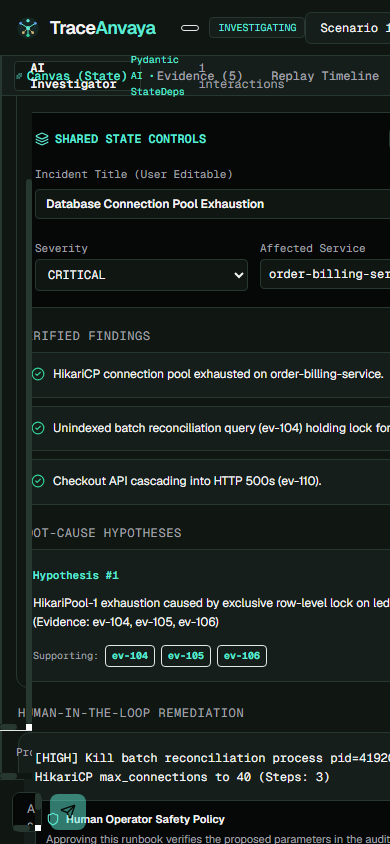 TraceAnvaya
INVESTIGATING
Scenario 1
AI Investigator
Pydantic AI · StateDeps
1 interactions
Canvas (State)
Evidence (5)
Replay Timeline
SHARED STATE CONTROLS
Incident Title (User Editable)
Database Connection Pool Exhaustion
Severity
Affected Service
CRITICAL
order-billing-ser
RIFIED FINDINGS
HikariCP connection pool exhausted on order-billing-service.
Unindexed batch reconciliation query (ev-104) holding lock for
Checkout API cascading into HTTP 500s (ev-110).
OT-CAUSE HYPOTHESES
Hypothesis #1
HikariPool-1 exhaustion caused by exclusive row-level lock on led
(Evidence: ev-104, ev-105, ev-106)
Supporting: ev-104 ev-105 ev-106
HUMAN-IN-THE-LOOP REMEDIATION
[HIGH] Kill batch reconciliation process pid=4192
HikariCP max_connections to 40 (Steps: 3)
Human Operator Safety Policy
Approving this runbook verifies the proposed parameters in the audit